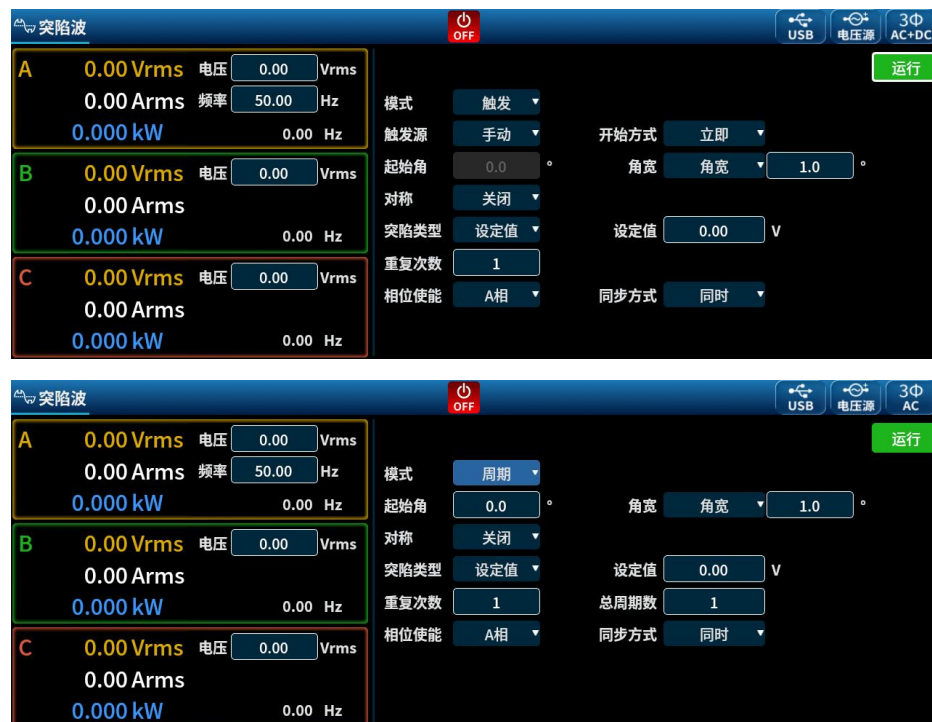 突陷波 OFF USB 电压源 3Φ AC+DC
A 0.00 Vrms 电压 0.00 Vrms 运行
0.00 Arms 频率 50.00 Hz 模式 触发
0.000 kW 0.00 Hz 触发源 手动 开始方式 立即
B 0.00 Vrms 电压 0.00 Vrms 起始角 0.0 ° 角宽 角宽 1.0 °
0.00 Arms 对称 关闭
0.000 kW 0.00 Hz 突陷类型 设定值 设定值 0.00 V
C 0.00 Vrms 电压 0.00 Vrms 重复次数 1
0.00 Arms 相位使能 A相 同步方式 同时
0.000 kW 0.00 Hz
突陷波 OFF USB 电压源 3Φ AC
A 0.00 Vrms 电压 0.00 Vrms 运行
0.00 Arms 频率 50.00 Hz 模式 周期
0.000 kW 0.00 Hz 起始角 0.0 ° 角宽 角宽 1.0 °
B 0.00 Vrms 电压 0.00 Vrms 对称 关闭
0.00 Arms 突陷类型 设定值 设定值 0.00 V
0.000 kW 0.00 Hz 重复次数 1 总周期数 1
C 0.00 Vrms 电压 0.00 Vrms 相位使能 A相 同步方式 同时
0.00 Arms
0.000 kW 0.00 Hz